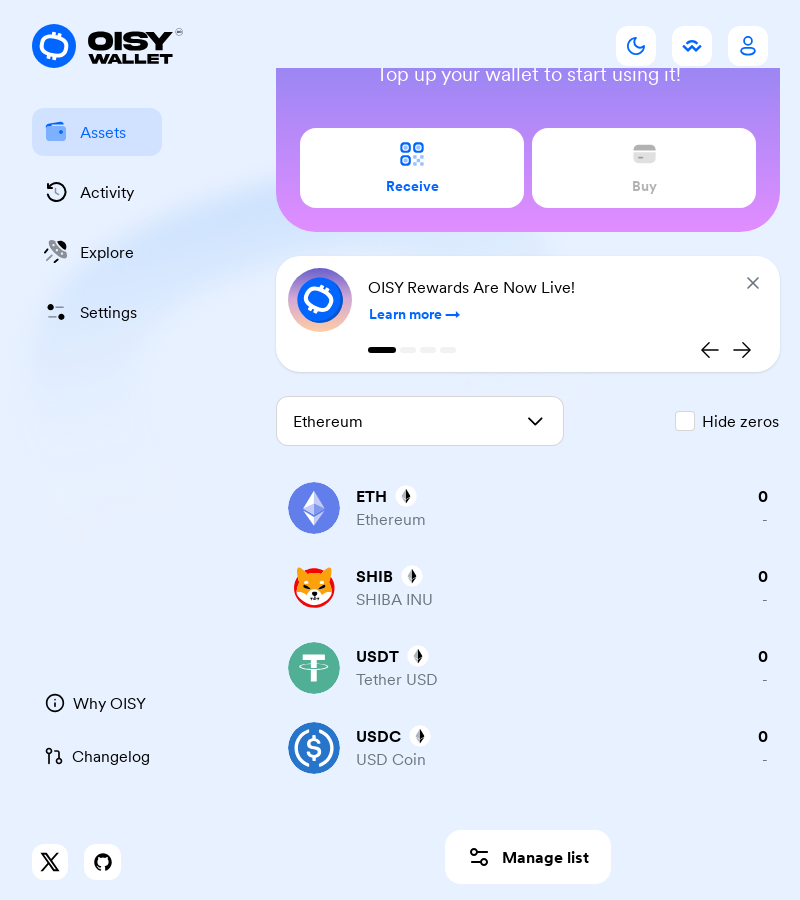 OISY
WALLET
Top up your wallet to start using it!
Assets
Activity
Explore
Settings
Receive
Buy
OISY Rewards Are Now Live!
Learn more →
Ethereum
Hide zeros
ETH
0
Ethereum
-
SHIB
0
SHIBA INU
-
USDT
0
Tether USD
-
USDC
0
USD Coin
-
Why OISY
Changelog
Manage list